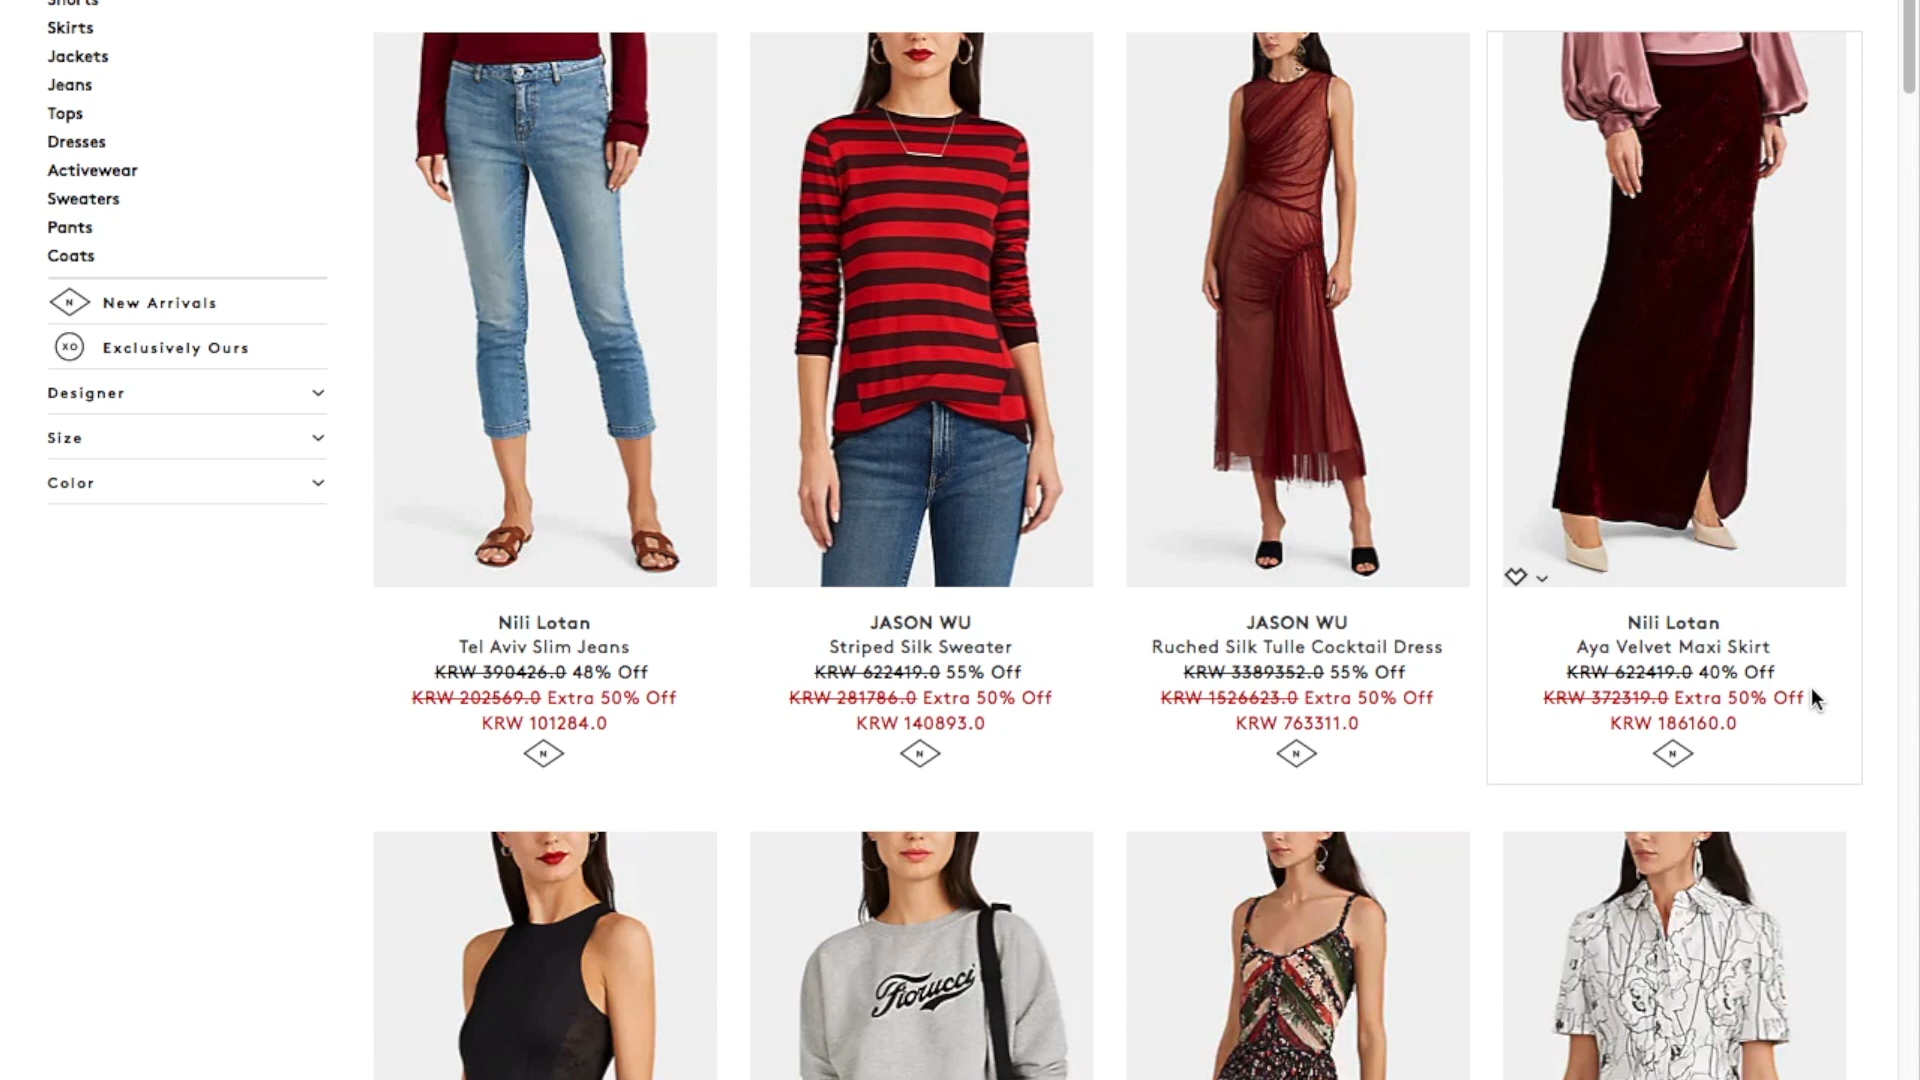 Shorts
Skirts
Jackets
Jeans
Tops
Dresses
Activewear
Sweaters
Pants
Coats
N New Arrivals
XO Exclusively Ours
Designer
Size
Color
Nili Lotan
Tel Aviv Slim Jeans
KRW 390426.0 48% Off
KRW 202569.0 Extra 50% Off
KRW 101284.0
N
JASON WU
Striped Silk Sweater
KRW 622419.0 55% Off
KRW 281786.0 Extra 50% Off
KRW 140893.0
N
JASON WU
Ruched Silk Tulle Cocktail Dress
KRW 3389352.0 55% Off
KRW 1526623.0 Extra 50% Off
KRW 763311.0
N
Nili Lotan
Aya Velvet Maxi Skirt
KRW 622419.0 40% Off
KRW 372319.0 Extra 50% Off
KRW 186160.0
N
Fiorucci